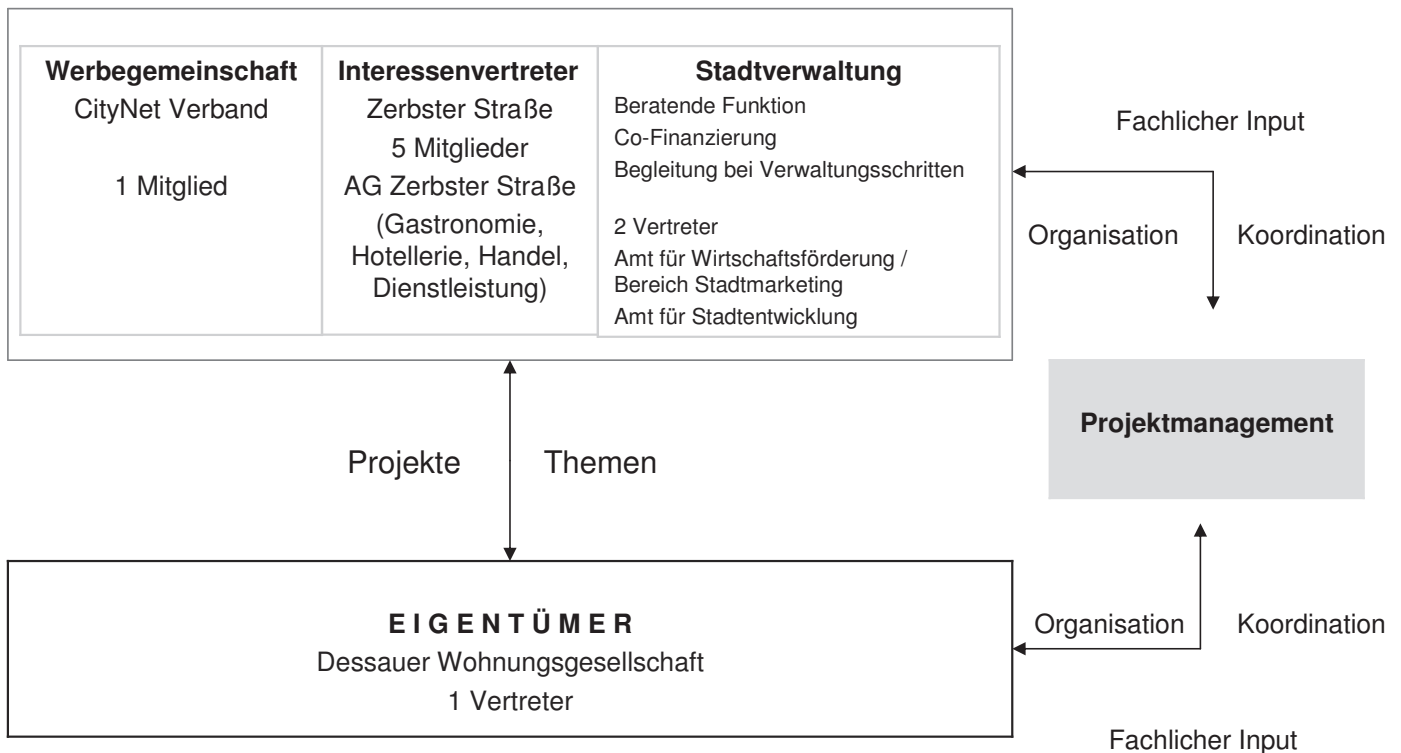 Werbegemeinschaft
CityNet Verband
1 Mitglied
Interessenvertreter
Zerbster Straße
5 Mitglieder
AG Zerbster Straße
(Gastronomie,
Hotellerie, Handel,
Dienstleistung)
Stadtverwaltung
Beratende Funktion
Co-Finanzierung
Begleitung bei Verwaltungsschritten
2 Vertreter
Amt für Wirtschaftsförderung /
Bereich Stadtmarketing
Amt für Stadtentwicklung
Fachlicher Input
Organisation
Koordination
Projektmanagement
Projekte
Themen
EIGENTÜMER
Dessauer Wohnungsgesellschaft
1 Vertreter
Organisation
Koordination
Fachlicher Input